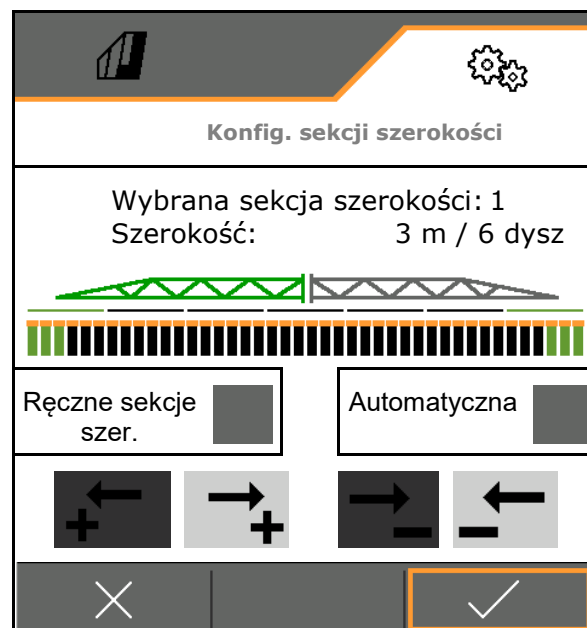 Konfig. sekcji szerokości
Wybrana sekcja szerokości: 1
Szerokość: 3 m / 6 dysz
Ręczne sekcje
szer.
Automatyczna